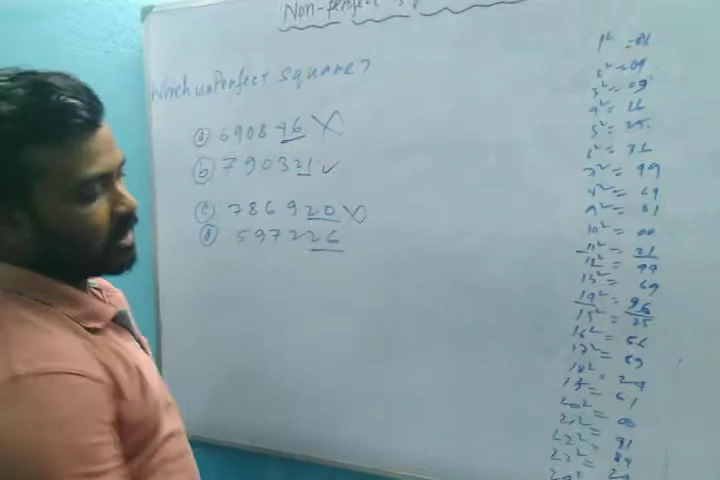 Non-perfect
Which is Perfect square?
(a) 690846 X
(b) 790321 ✓
(c) 786920 X
(d) 597226
1² = 01
2² = 04
3² = 09
4² = 16
5² = 25
6² = 36
7² = 49
8² = 64
9² = 81
10² = 00
11² = 21
12² = 44
13² = 69
14² = 96
15² = 25
16² = 56
17² = 89
18² = 24
19² = 61
20² = 00
21² = 41
22² = 84
23² = 29